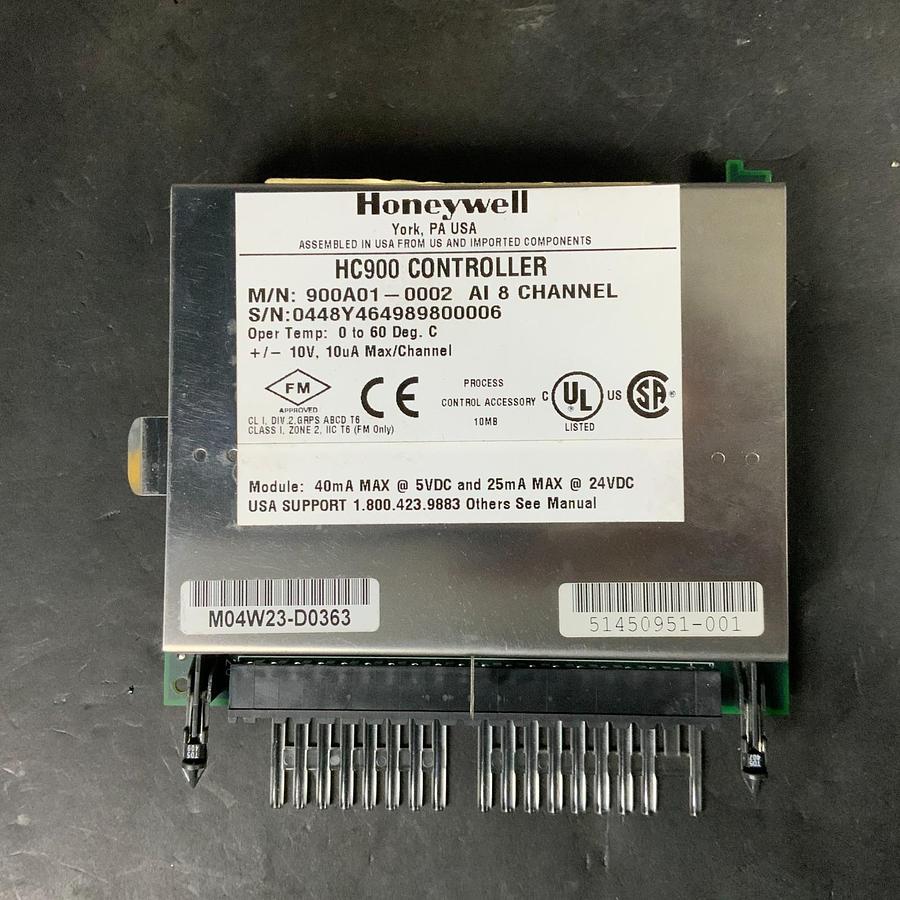 Honeywell
York, PA USA
ASSEMBLED IN USA FROM US AND IMPORTED COMPONENTS
HC900 CONTROLLER
M/N: 900A01-0002 AI 8 CHANNEL
S/N:0448Y464989800006
Oper Temp: 0 to 60 Deg. C
+/- 10V, 10uA Max/Channel
FM
APPROVED
CL I, DIV.2,GRPS ABCD T6
CLASS I, ZONE 2, IIC T6 (FM Only)
CE
PROCESS
CONTROL ACCESSORY
10MB
C UL US
®
LISTED
SA ®
Module: 40mA MAX @ 5VDC and 25mA MAX @ 24VDC
USA SUPPORT 1.800.423.9883 Others See Manual
M04W23-D0363
51450951-001